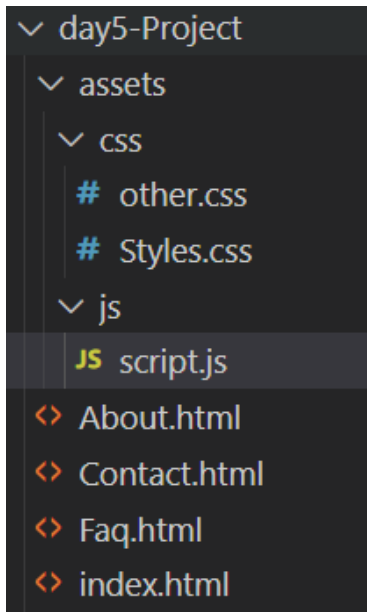 day5-Project
assets
css
# other.css
# Styles.css
js
JS script.js
<> About.html
<> Contact.html
<> Faq.html
<> index.html